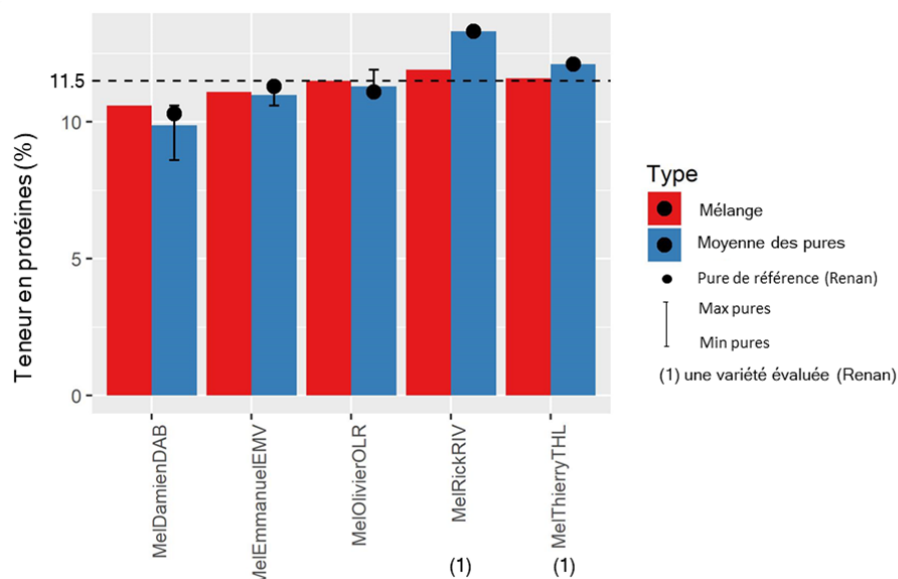 Teneur en protéines (%)
11.5
10
5
0
MelDamienDAB
MelEmmanuelEMV
MelOlivierOLR
MelRickRIV
MelThierryTHL
(1)
(1)
Type
Mélange
Moyenne des pures
Pure de référence (Renan)
Max pures
Min pures
(1) une variété évaluée (Renan)